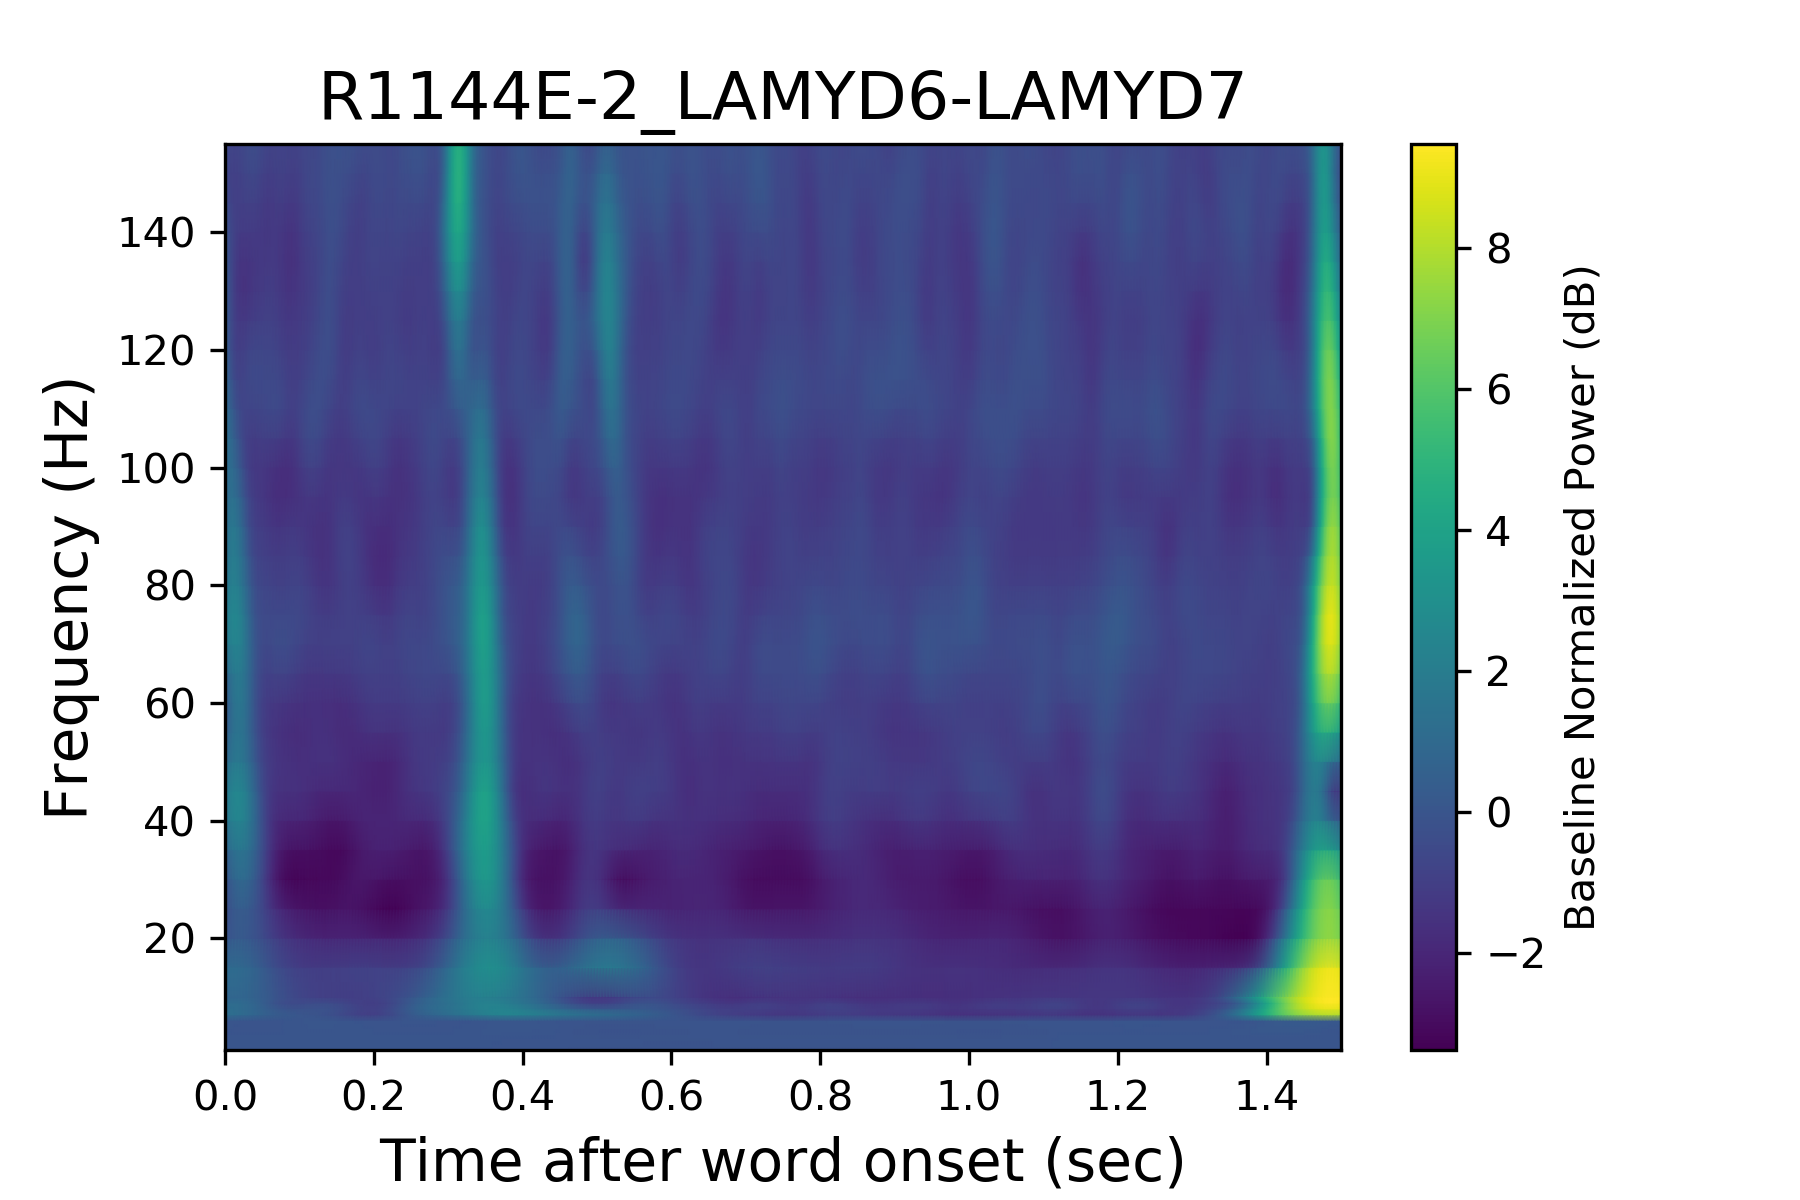 R1144E-2_LAMYD6-LAMYD7
140
120
100
80
60
40
20
Frequency (Hz)
0.0 0.2 0.4 0.6 0.8 1.0 1.2 1.4
Time after word onset (sec)
8
6
4
2
0
−2
Baseline Normalized Power (dB)